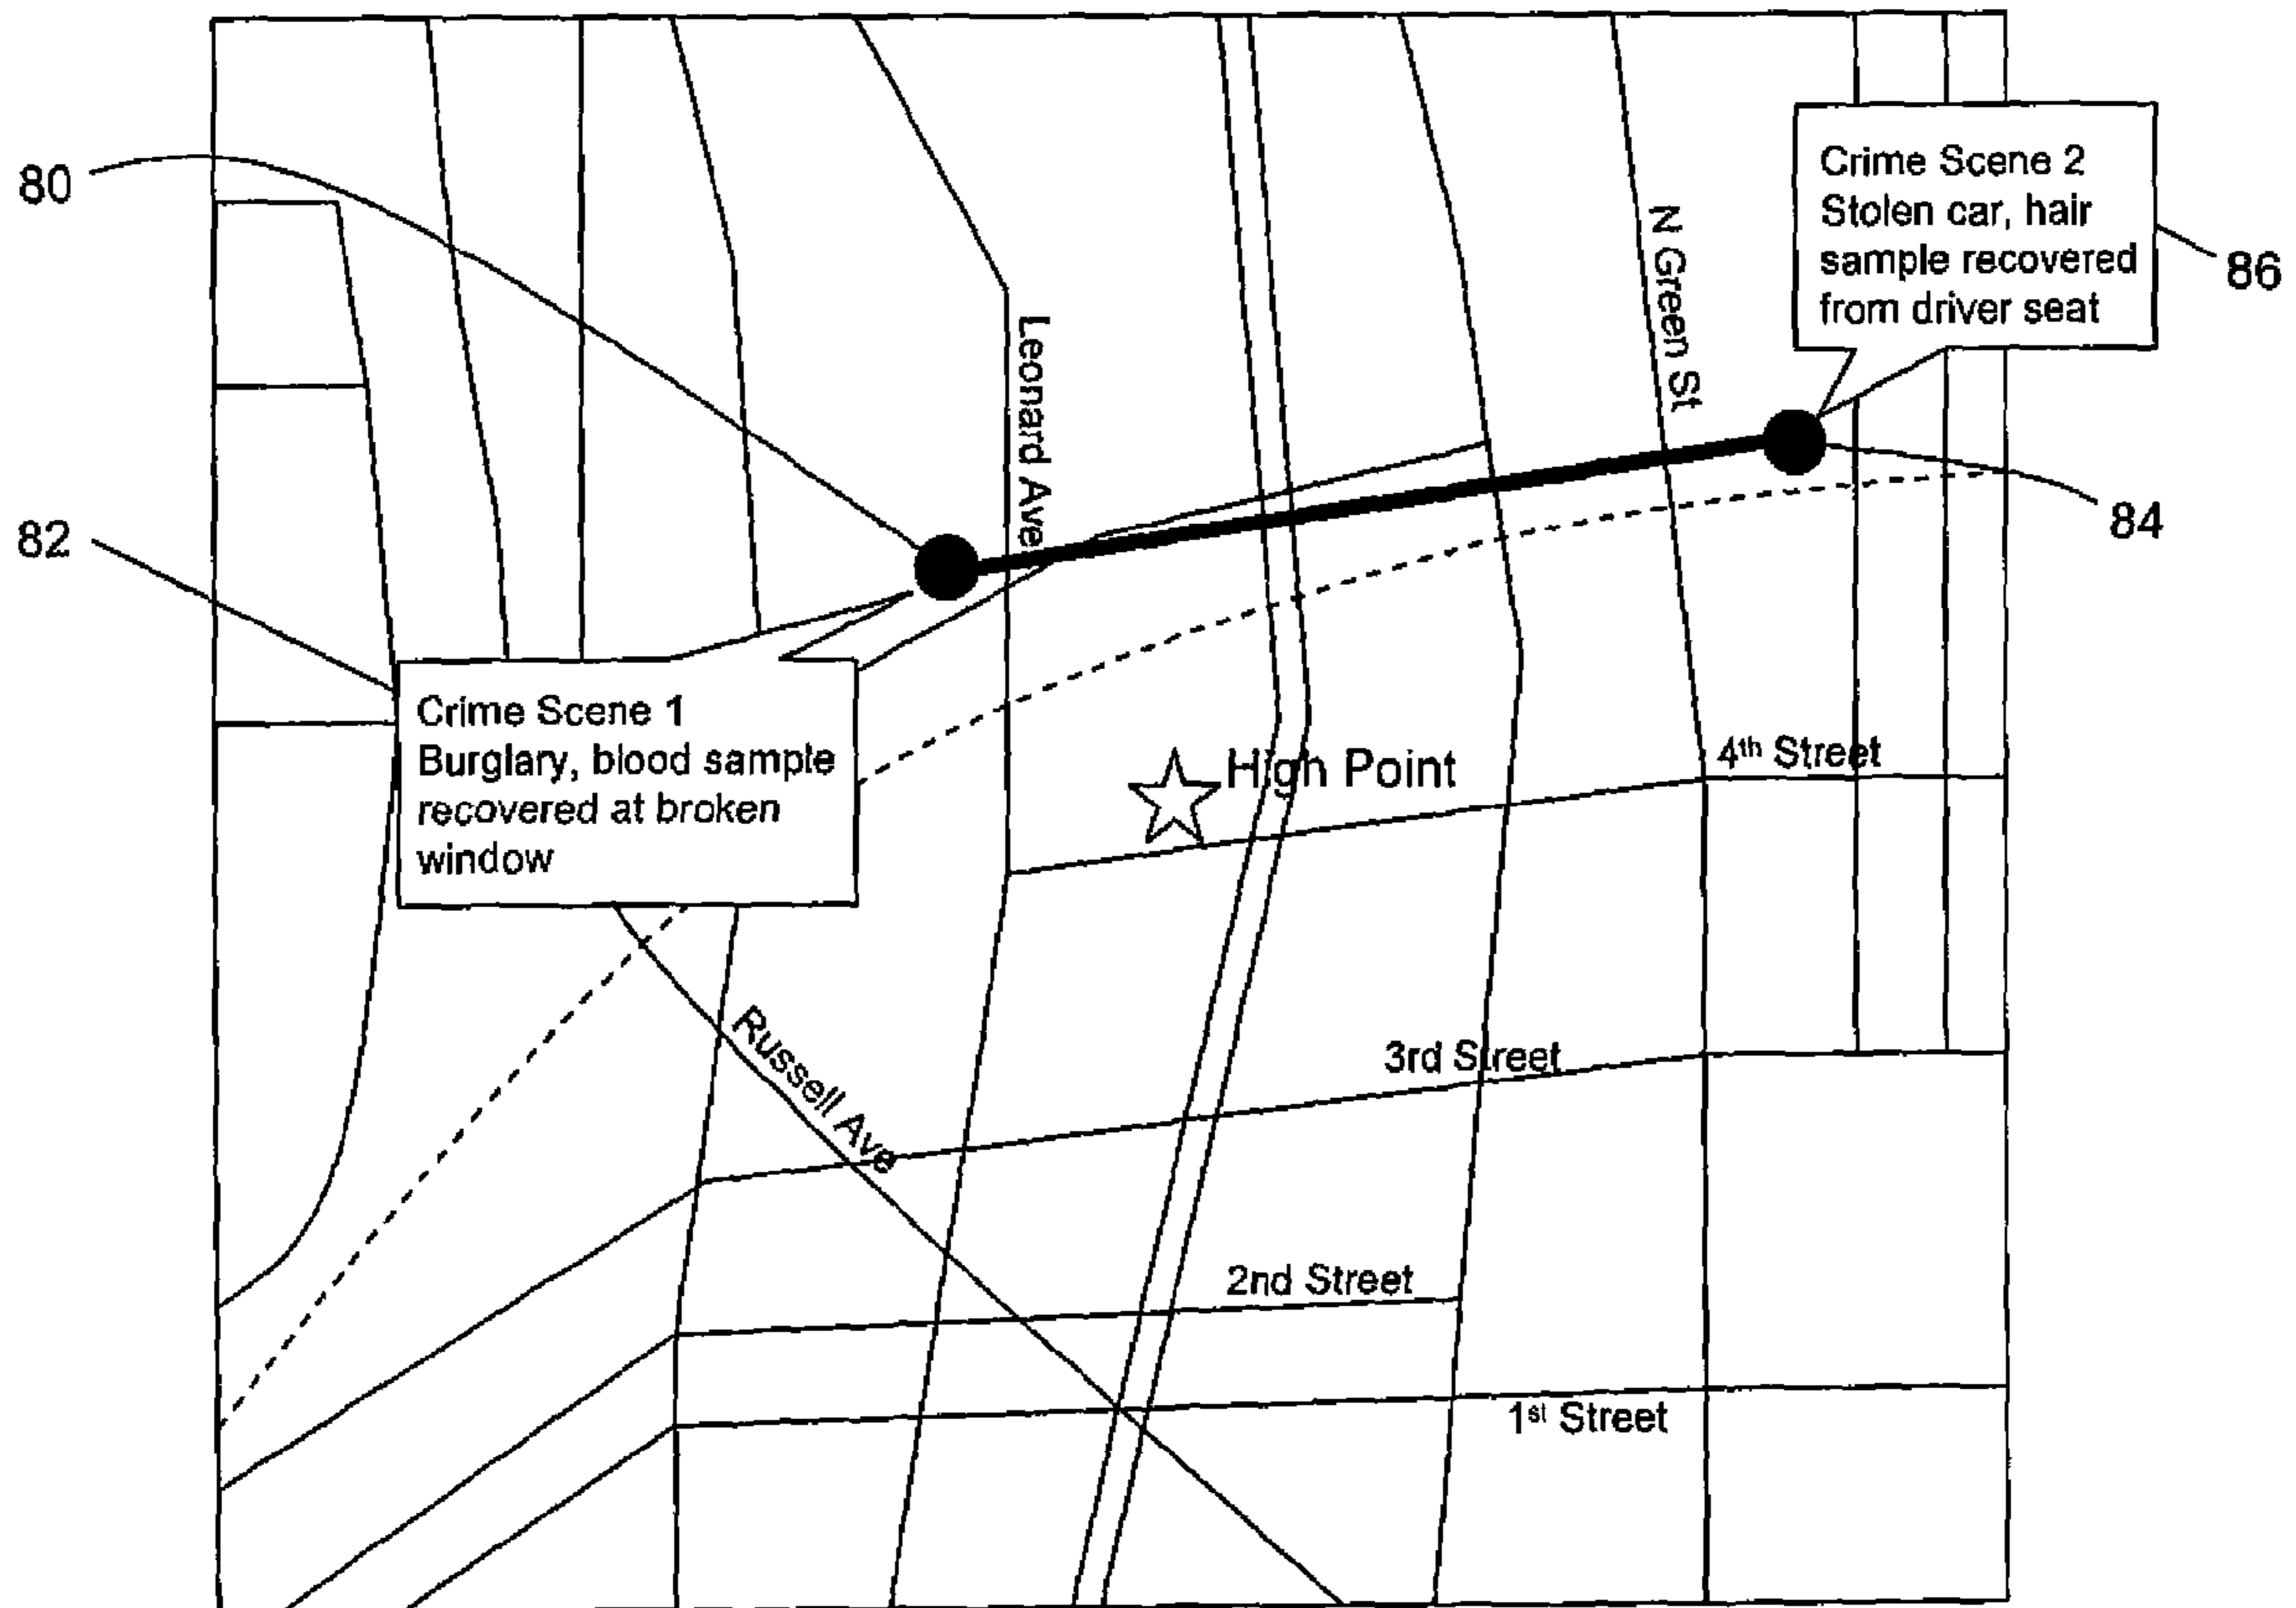 80
Crime Scene 2
Stolen car, hair
sample recovered
from driver seat
86
N Green St
Leonard Ave
82
84
Crime Scene 1
Burglary, blood sample
recovered at broken
window
High Point
4th Street
Russell Ave
3rd Street
2nd Street
1st Street